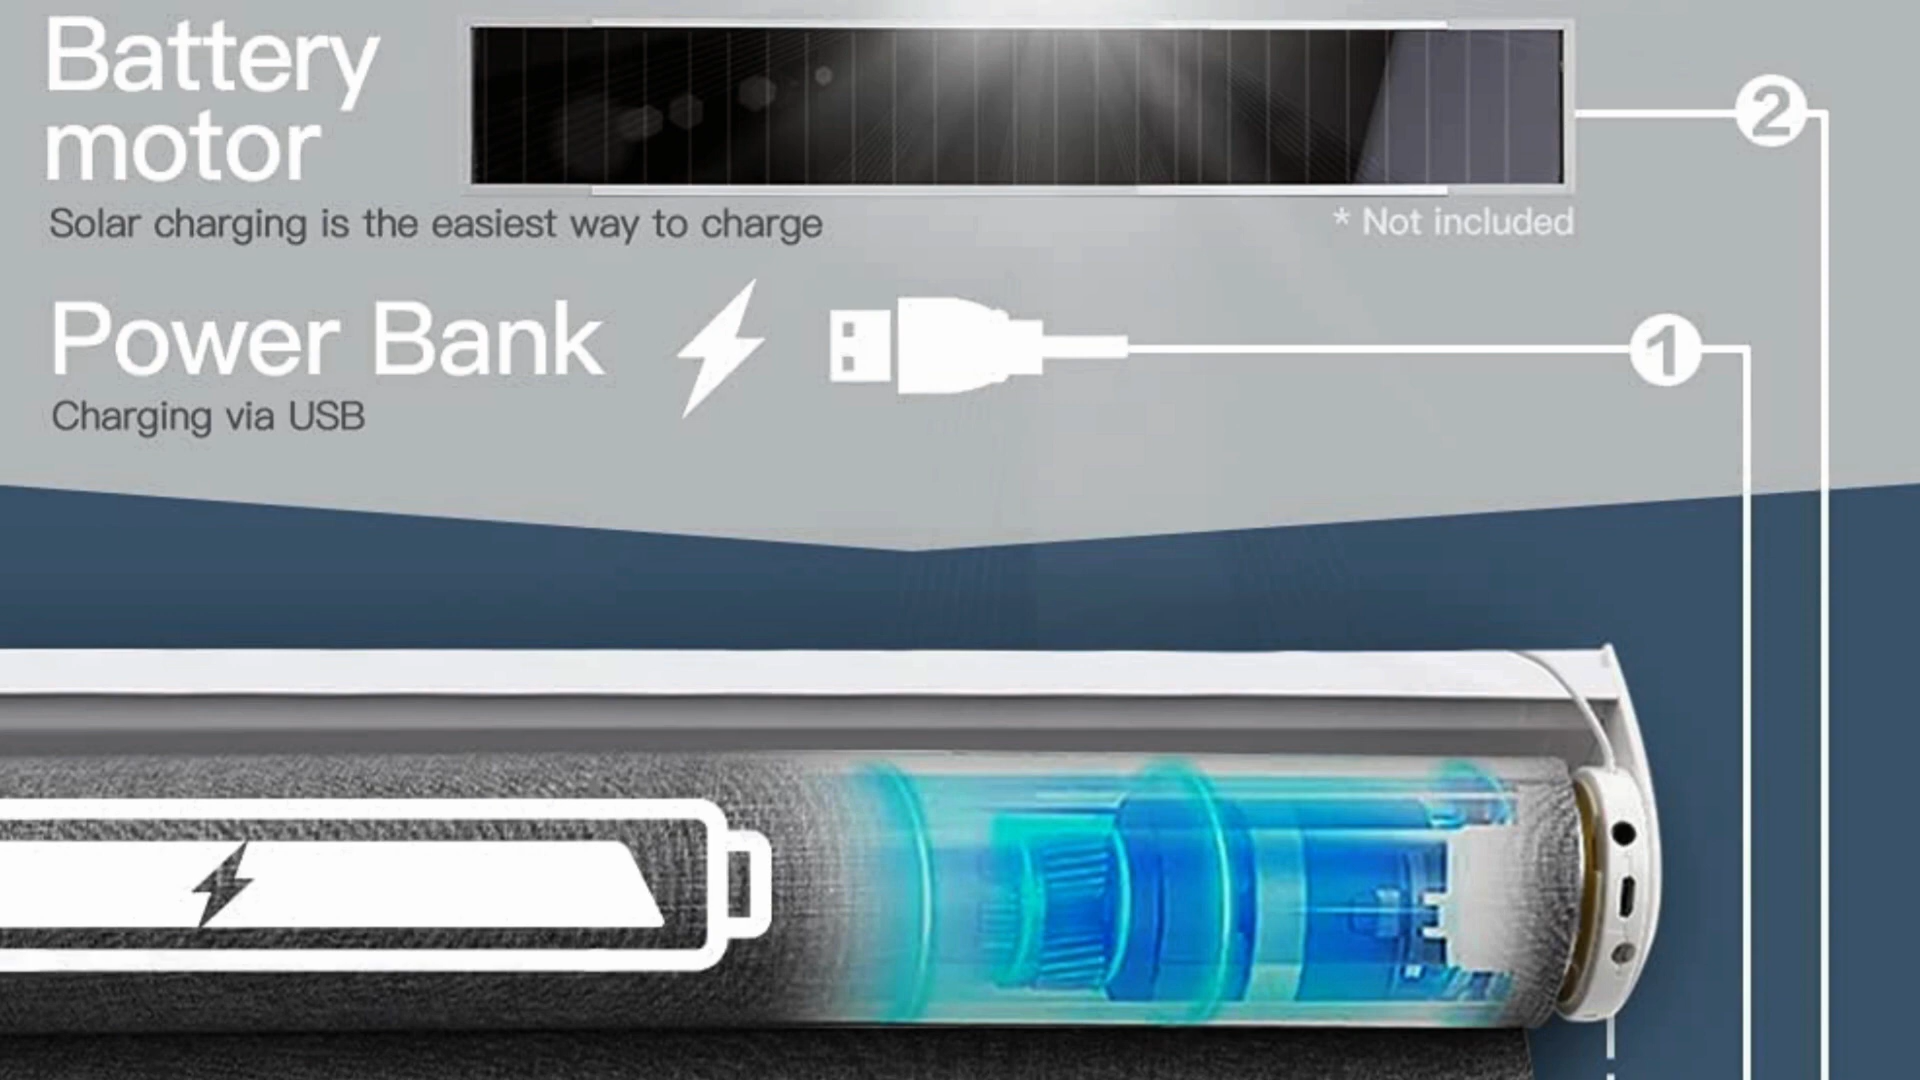 Battery
motor
2
Solar charging is the easiest way to charge
* Not included
Power Bank
1
Charging via USB